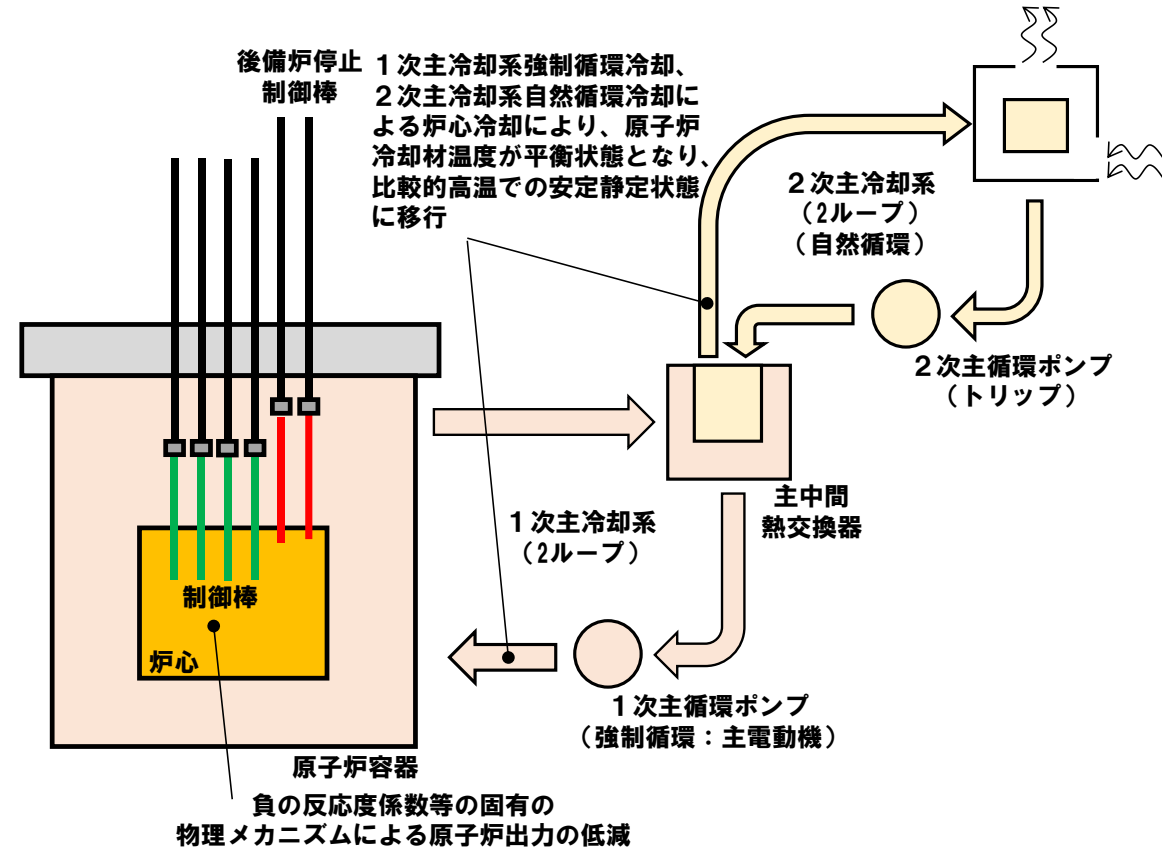 後備炉停止
制御棒
１次主冷却系強制循環冷却、
２次主冷却系自然循環冷却に
よる炉心冷却により、原子炉
冷却材温度が平衡状態となり、
比較的高温での安定静定状態
に移行
２次主冷却系
（2ループ）
（自然循環）
２次主循環ポンプ
（トリップ）
主中間
熱交換器
１次主冷却系
（2ループ）
制御棒
炉心
１次主循環ポンプ
（強制循環：主電動機）
原子炉容器
負の反応度係数等の固有の
物理メカニズムによる原子炉出力の低減